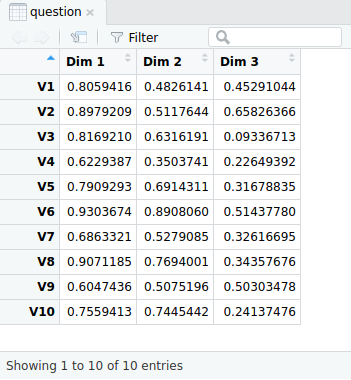 question
Filter
Dim 1 Dim 2 Dim 3
V1 0.8059416 0.4826141 0.45291044
V2 0.8979209 0.5117644 0.65826366
V3 0.8169210 0.6316191 0.09336713
V4 0.6229387 0.3503741 0.22649392
V5 0.7909293 0.6914311 0.31678835
V6 0.9303674 0.8908060 0.51437780
V7 0.6863321 0.5279085 0.32616695
V8 0.9071185 0.7694001 0.34357676
V9 0.6047436 0.5075196 0.50303478
V10 0.7559413 0.7445442 0.24137476
Showing 1 to 10 of 10 entries